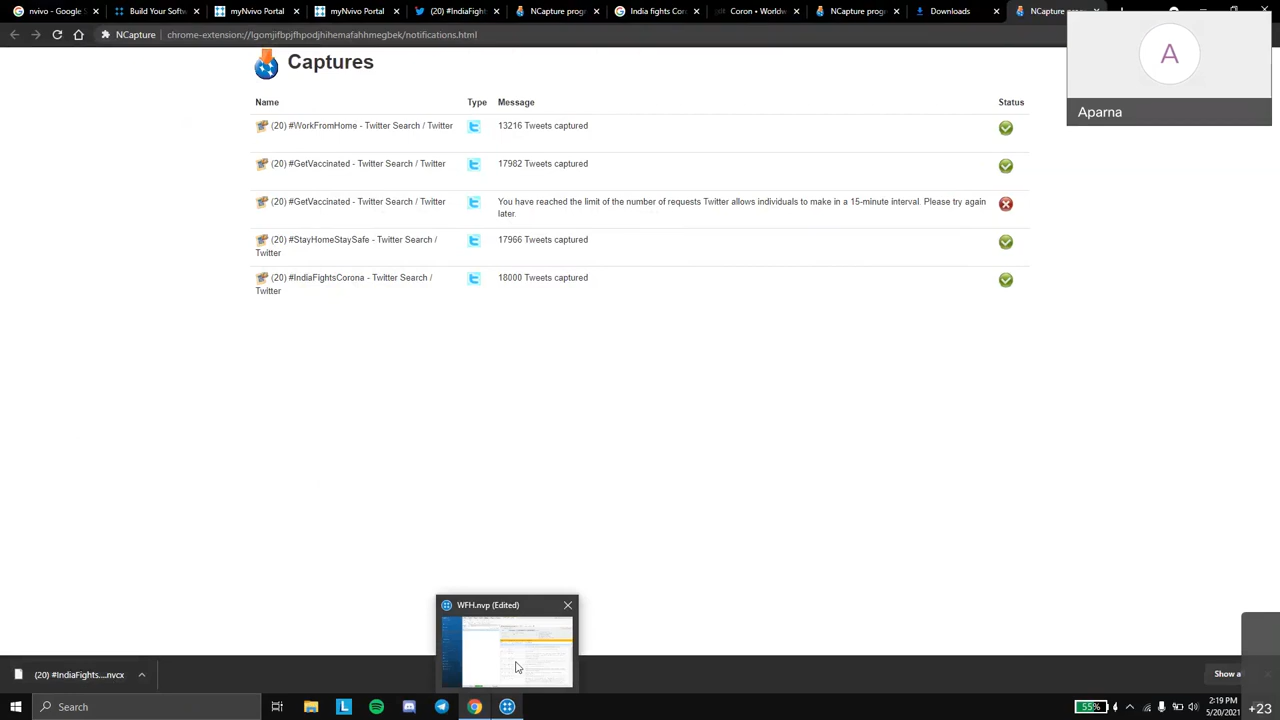 nvivo - Google S
Build Your Softw
myNVivo Portal
myNVivo Portal
(20) #IndiaFight
NCapture progre
India Fights Cor
Coron • Wordwe
NCapture progre
Downloads
NCapture
chrome-extension://lgomjifbpjfhpodjhihemafahhmegbek/notifications.html
Captures
A
Aparna
Name
Type
Message
Status
(20) #WorkFromHome - Twitter Search / Twitter
13216 Tweets captured
(20) #GetVaccinated - Twitter Search / Twitter
17982 Tweets captured
(20) #GetVaccinated - Twitter Search / Twitter
You have reached the limit of the number of requests Twitter allows individuals to make in a 15-minute interval. Please try again
later.
(20) #StayHomeStaySafe - Twitter Search /
Twitter
17966 Tweets captured
(20) #IndiaFightsCorona - Twitter Search /
Twitter
18000 Tweets captured
WFH.nvp (Edited)
(20) #IndiaFights....nvcx
Show a
Search
55%
2:19 PM
5/20/2021
+23